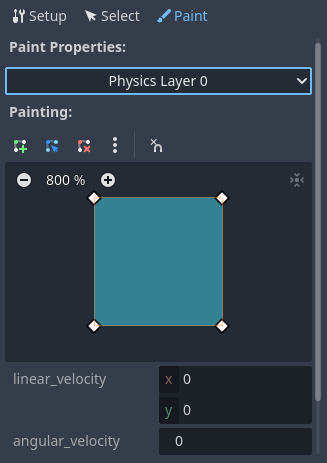 Setup Select Paint
Paint Properties:
Physics Layer 0
Painting:
800 %
linear_velocity x 0
y 0
angular_velocity 0